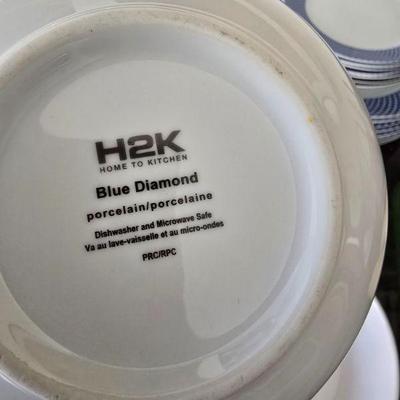 H2K
HOME TO KITCHEN
Blue Diamond
porcelain/porcelaine
Dishwasher and Microwave Safe
Va au lave-vaisselle et au micro-ondes
PRC/RPC